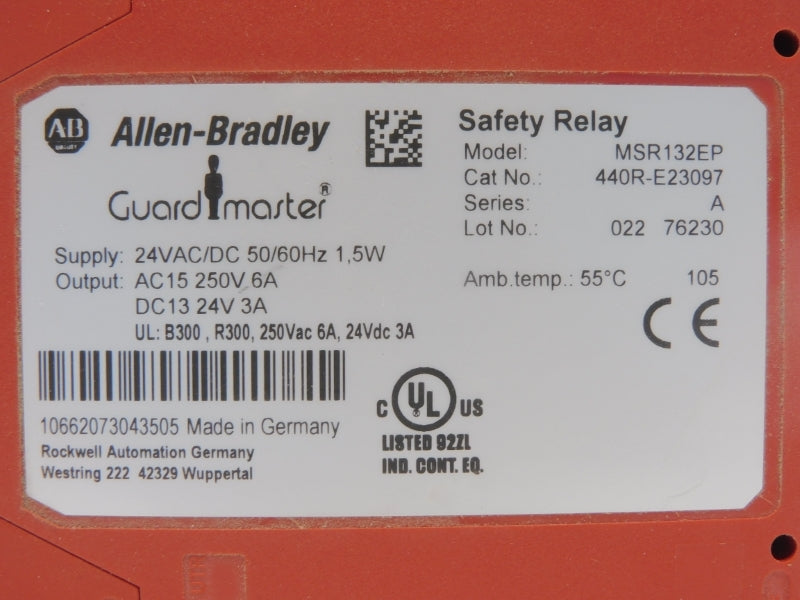 AB
Allen-Bradley
Guardmaster®
Safety Relay
Model: MSR132EP
Cat No.: 440R-E23097
Series: A
Lot No.: 022 76230
Supply: 24VAC/DC 50/60Hz 1,5W
Output: AC15 250V 6A
DC13 24V 3A
UL: B300 , R300, 250Vac 6A, 24Vdc 3A
Amb.temp.: 55°C 105
CE
10662073043505 Made in Germany
Rockwell Automation Germany
Westring 222 42329 Wuppertal
C UL US
LISTED 92ZL
IND. CONT. EQ.